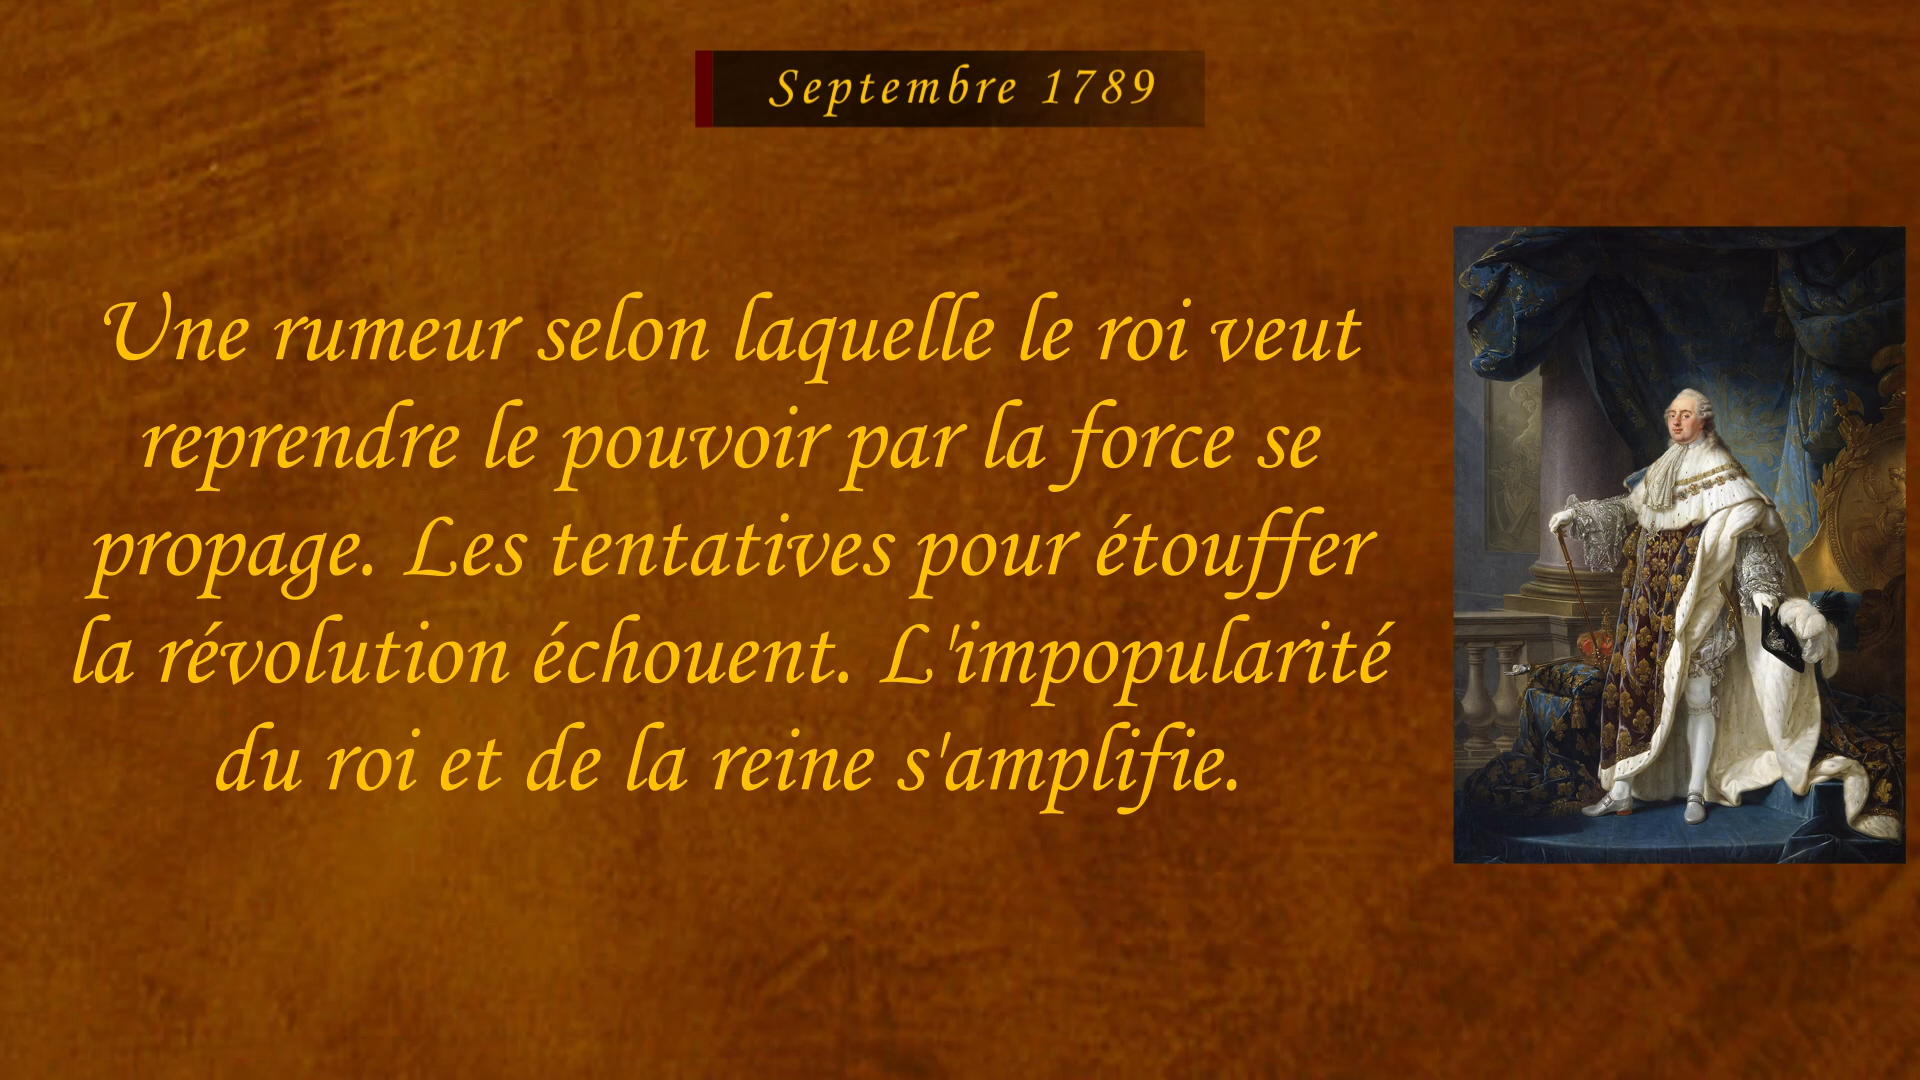 Septembre 1789
Une rumeur selon laquelle le roi veut
reprendre le pouvoir par la force se
propage. Les tentatives pour étouffer
la révolution échouent. L'impopularité
du roi et de la reine s'amplifie.